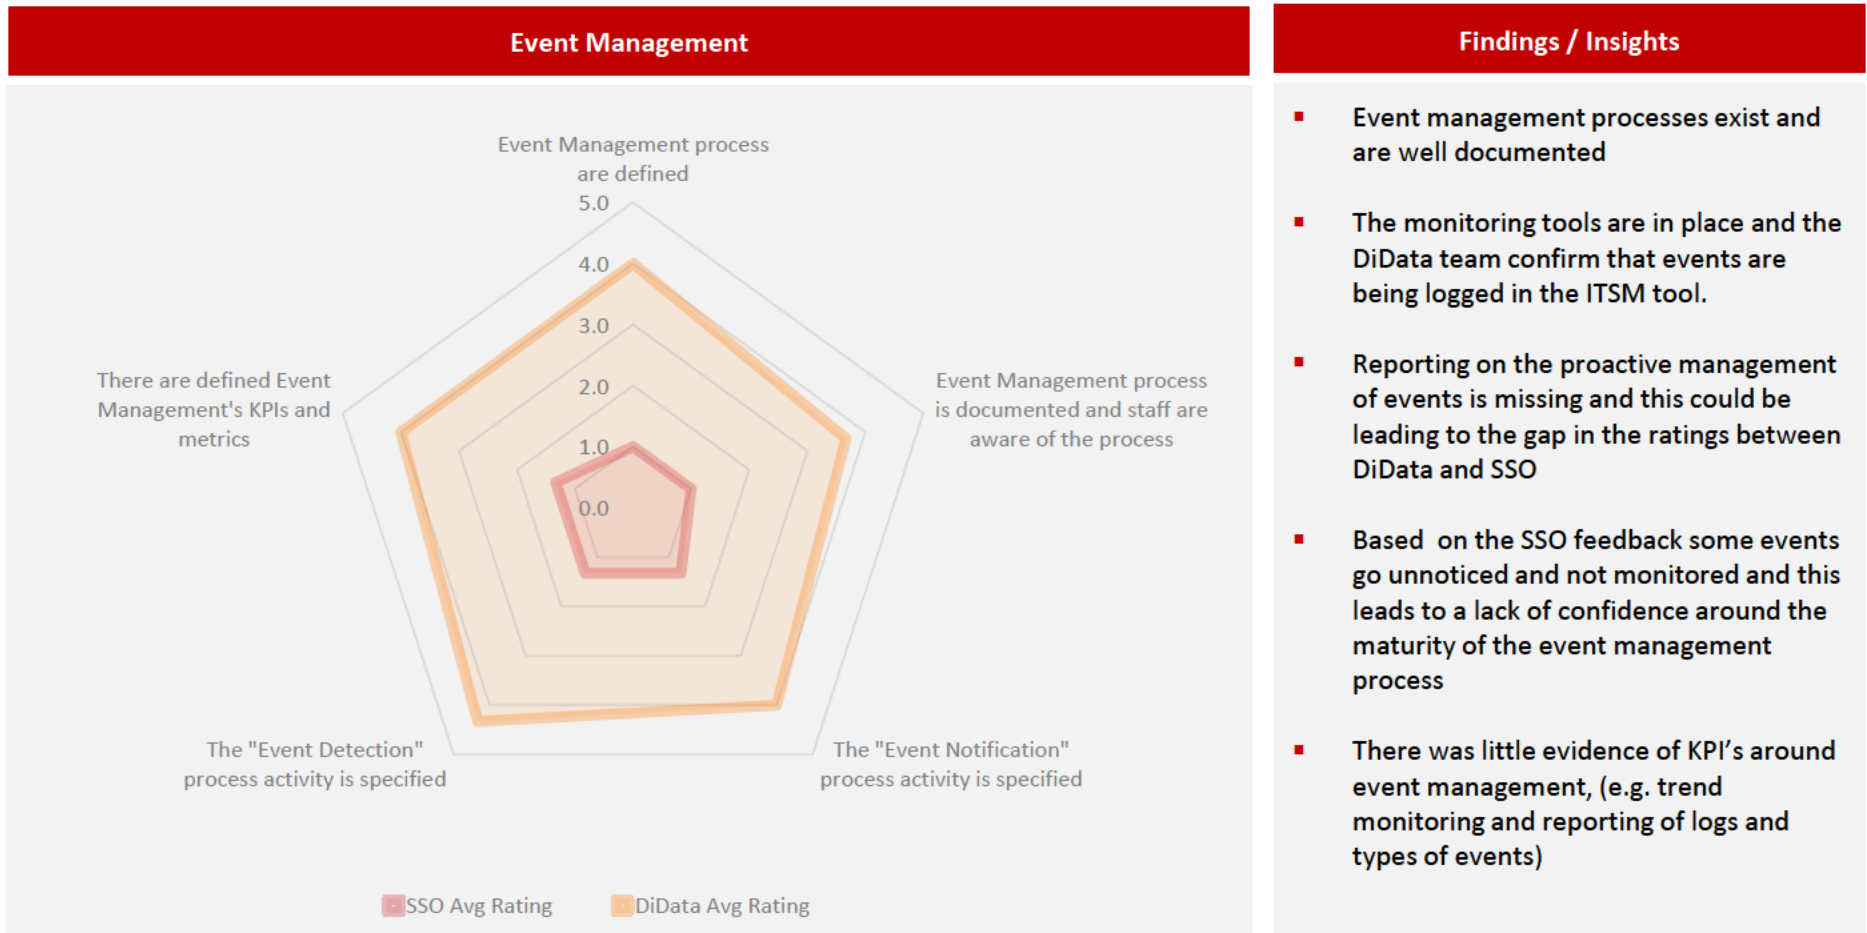 Event Management
Event Management process
are defined
5.0
4.0
3.0
2.0
1.0
0.0
There are defined Event
Management's KPIs and
metrics
Event Management process
is documented and staff are
aware of the process
The "Event Detection"
process activity is specified
The "Event Notification"
process activity is specified
SSO Avg Rating
DiData Avg Rating
Findings / Insights
▪ Event management processes exist and
are well documented
▪ The monitoring tools are in place and the
DiData team confirm that events are
being logged in the ITSM tool.
▪ Reporting on the proactive management
of events is missing and this could be
leading to the gap in the ratings between
DiData and SSO
▪ Based  on the SSO feedback some events
go unnoticed and not monitored and this
leads to a lack of confidence around the
maturity of the event management
process
▪ There was little evidence of KPI’s around
event management, (e.g. trend
monitoring and reporting of logs and
types of events)